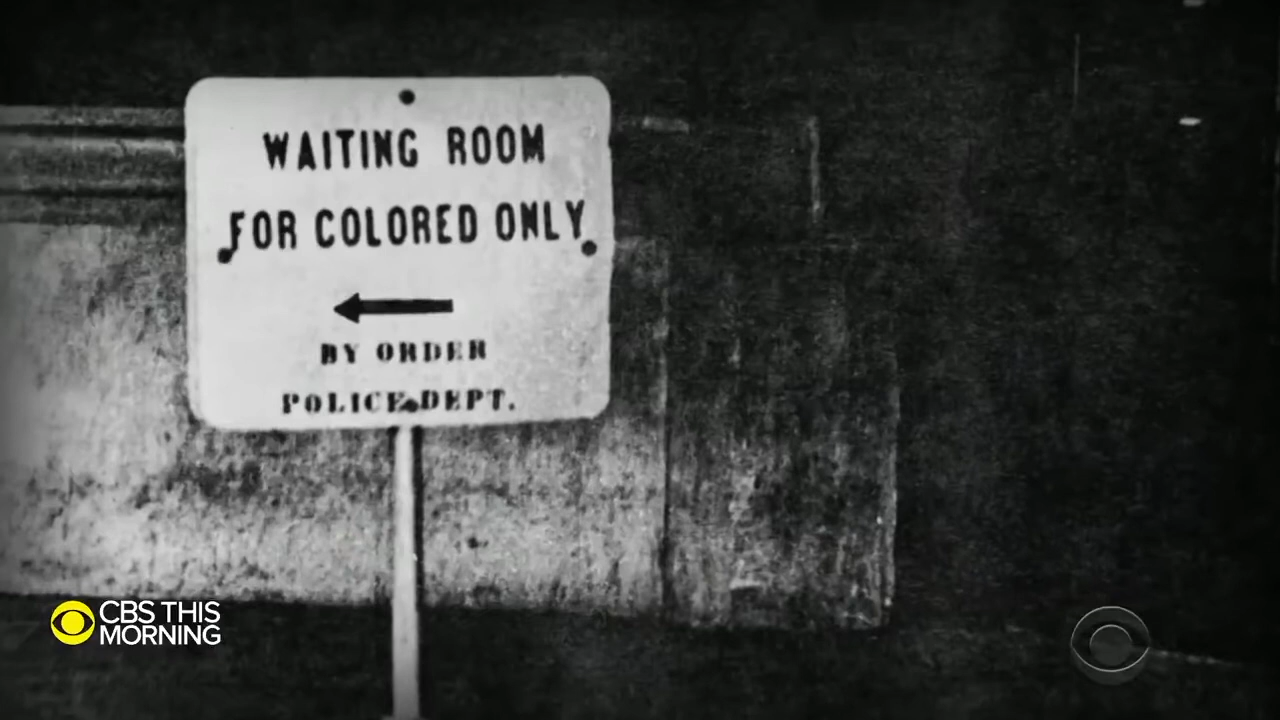 WAITING ROOM
FOR COLORED ONLY
BY ORDER
POLICE DEPT.
CBS THIS
MORNING